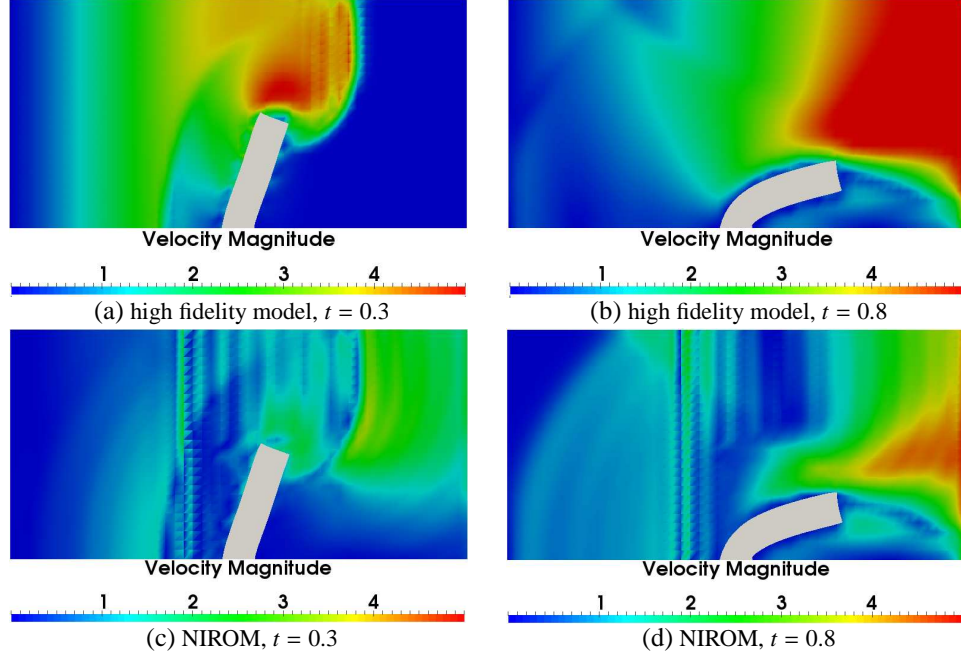 Velocity Magnitude
1 2 3 4
(a) high fidelity model, t = 0.3
Velocity Magnitude
1 2 3 4
(b) high fidelity model, t = 0.8
Velocity Magnitude
1 2 3 4
(c) NIROM, t = 0.3
Velocity Magnitude
1 2 3 4
(d) NIROM, t = 0.8